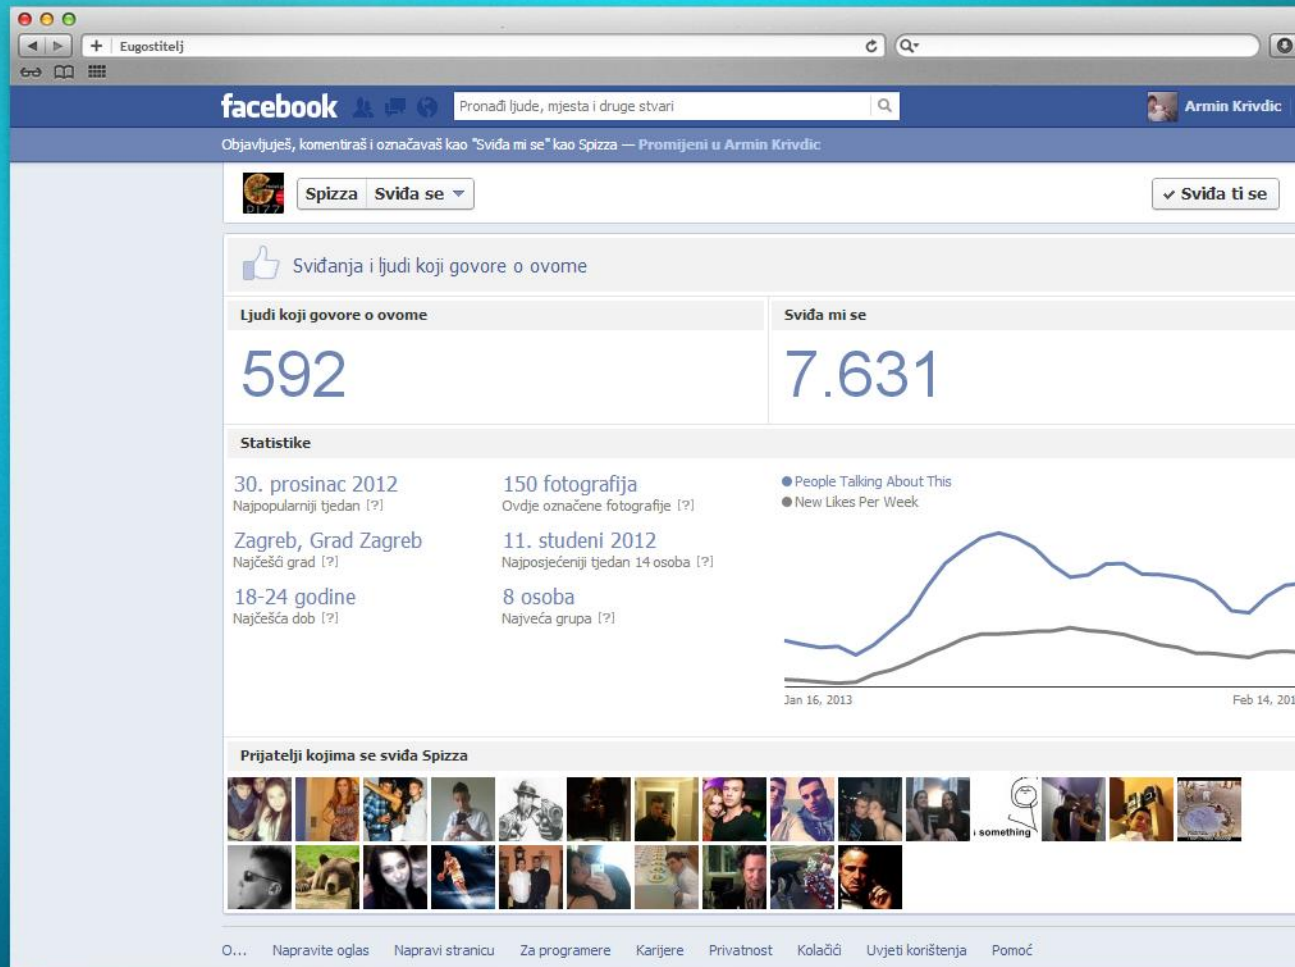 Eugostitelj
facebook
Pronađi ljude, mjesta i druge stvari
Armin Krivdic
Objavljuješ, komentiraš i označavaš kao "Sviđa mi se" kao Spizza — Promijeni u Armin Krivdic
Spizza Sviđa se
Sviđa ti se
Sviđanja i ljudi koji govore o ovome
Ljudi koji govore o ovome
Sviđa mi se
592
7.631
Statistike
30. prosinac 2012
Najpopularniji tjedan [?]
150 fotografija
Ovdje označene fotografije [?]
Zagreb, Grad Zagreb
Najčešći grad [?]
11. studeni 2012
Najposjećeniji tjedan 14 osoba [?]
18-24 godine
Najčešća dob [?]
8 osoba
Najveća grupa [?]
People Talking About This
New Likes Per Week
Jan 16, 2013
Feb 14, 201
Prijatelji kojima se sviđa Spizza
something
O... Napravite oglas Napravi stranicu Za programere Karijere Privatnost Kolačići Uvjeti korištenja Pomoć